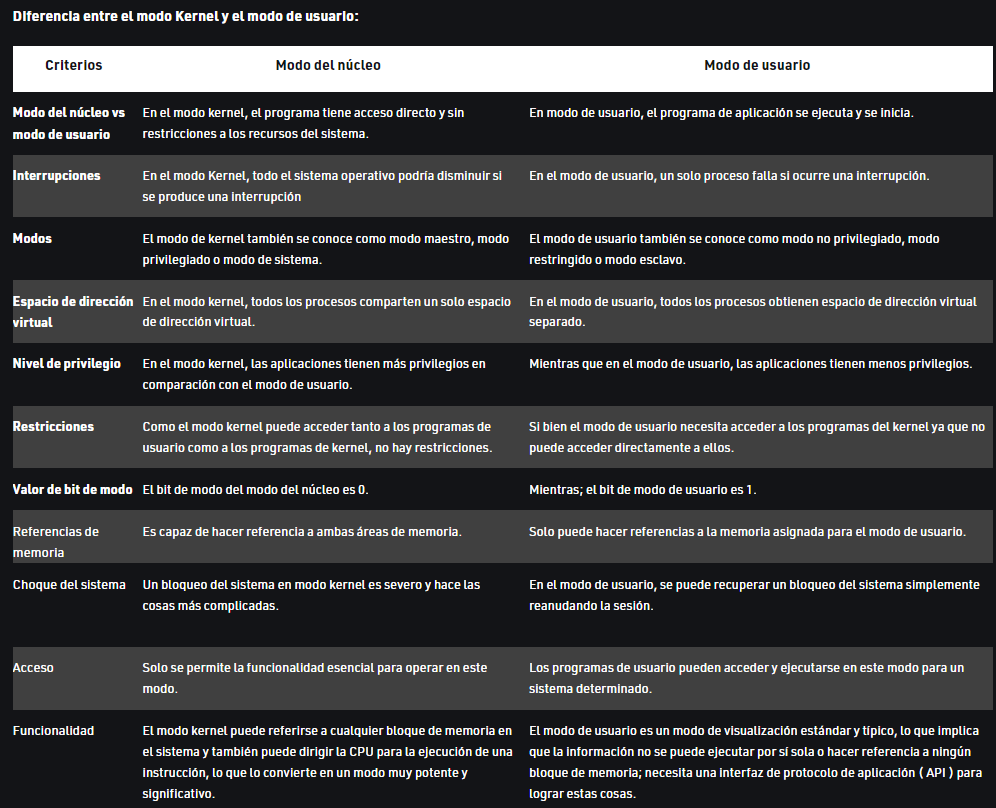 Diferencia entre el modo Kernel y el modo de usuario:
Criterios Modo del núcleo Modo de usuario
Modo del núcleo vs En el modo kernel, el programa tiene acceso directo y sin En modo de usuario, el programa de aplicación se ejecuta y se inicia.
modo de usuario restricciones a los recursos del sistema.
Interrupciones En el modo Kernel, todo el sistema operativo podría disminuir si En el modo de usuario, un solo proceso falla si ocurre una interrupción.
se produce una interrupción
Modos El modo de kernel también se conoce como modo maestro, modo El modo de usuario también se conoce como modo no privilegiado, modo
privilegiado o modo de sistema. restringido o modo esclavo.
Espacio de dirección En el modo kernel, todos los procesos comparten un solo espacio En el modo de usuario, todos los procesos obtienen espacio de dirección virtual
virtual de dirección virtual. separado.
Nivel de privilegio En el modo kernel, las aplicaciones tienen más privilegios en Mientras que en el modo de usuario, las aplicaciones tienen menos privilegios.
comparación con el modo de usuario.
Restricciones Como el modo kernel puede acceder tanto a los programas de Si bien el modo de usuario necesita acceder a los programas del kernel ya que no
usuario como a los programas de kernel, no hay restricciones. puede acceder directamente a ellos.
Valor de bit de modo El bit de modo del modo del núcleo es 0. Mientras; el bit de modo de usuario es 1.
Referencias de Es capaz de hacer referencia a ambas áreas de memoria. Solo puede hacer referencias a la memoria asignada para el modo de usuario.
memoria
Choque del sistema Un bloqueo del sistema en modo kernel es severo y hace las En el modo de usuario, se puede recuperar un bloqueo del sistema simplemente
cosas más complicadas. reanudando la sesión.
Acceso Solo se permite la funcionalidad esencial para operar en este Los programas de usuario pueden acceder y ejecutarse en este modo para un
modo. sistema determinado.
Funcionalidad El modo kernel puede referirse a cualquier bloque de memoria en El modo de usuario es un modo de visualización estándar y típico, lo que implica
el sistema y también puede dirigir la CPU para la ejecución de una que la información no se puede ejecutar por sí sola o hacer referencia a ningún
instrucción, lo que lo convierte en un modo muy potente y bloque de memoria; necesita una interfaz de protocolo de aplicación ( API ) para
significativo. lograr estas cosas.